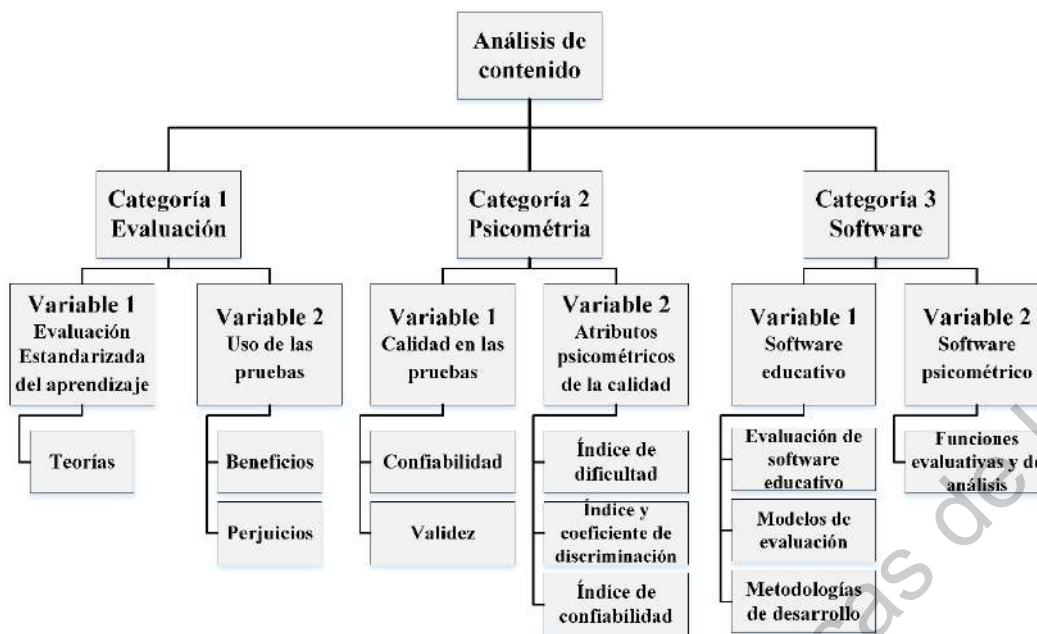 Análisis de
contenido
Categoría 1
Evaluación
Categoría 2
Psicométria
Categoría 3
Software
Variable 1
Evaluación
Estandarizada
del aprendizaje
Variable 2
Uso de las
pruebas
Variable 1
Calidad en las
pruebas
Variable 2
Atributos
psicométricos
de la calidad
Variable 1
Software
educativo
Variable 2
Software
psicométrico
Teorías
Beneficios
Perjuicios
Confiabilidad
Validez
Índice de
dificultad
Índice y
coeficiente de
discriminación
Índice de
confiabilidad
Evaluación de
software
educativo
Modelos de
evaluación
Metodologías
de desarrollo
Funciones
evaluativas y de
análisis
as de